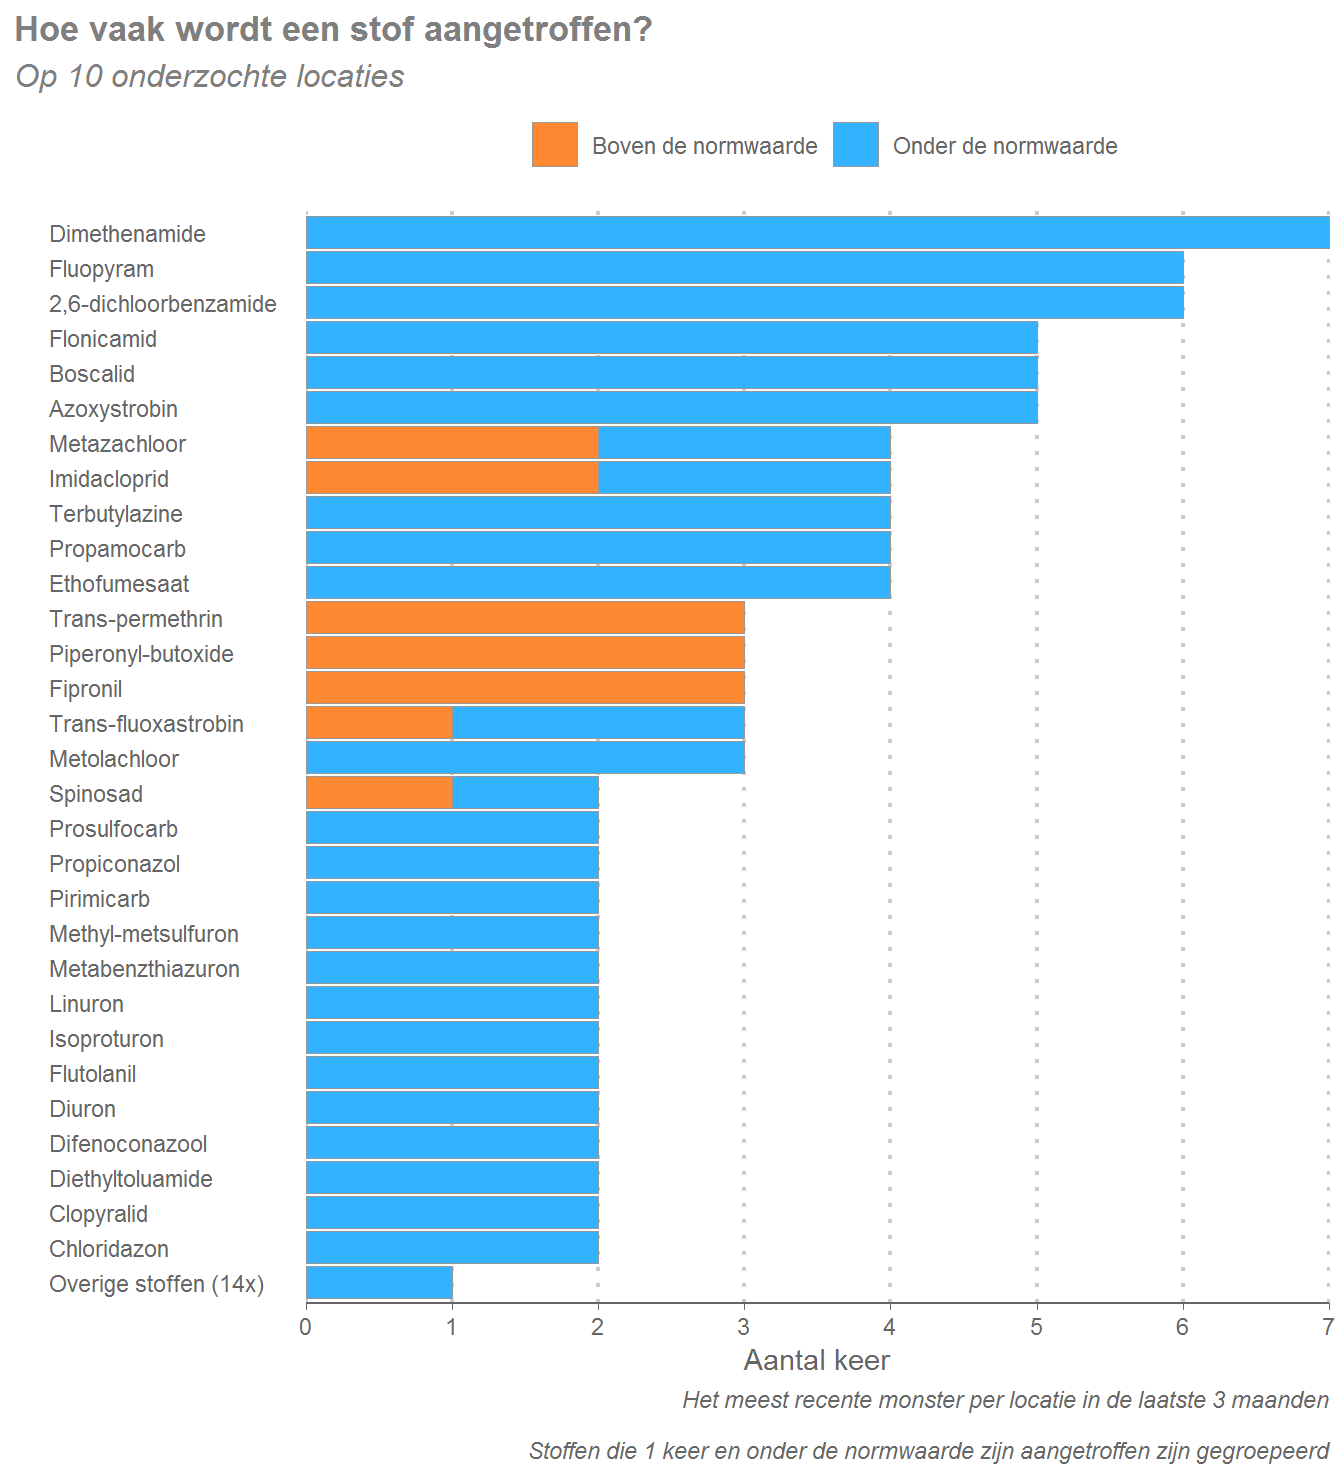 Hoe vaak wordt een stof aangetroffen?
Op 10 onderzochte locaties
Boven de normwaarde
Onder de normwaarde
Dimethenamide
Fluopyram
2,6-dichloorbenzamide
Flonicamid
Boscalid
Azoxystrobin
Metazachloor
Imidacloprid
Terbutylazine
Propamocarb
Ethofumesaat
Trans-permethrin
Piperonyl-butoxide
Fipronil
Trans-fluoxastrobin
Metolachloor
Spinosad
Prosulfocarb
Propiconazol
Pirimicarb
Methyl-metsulfuron
Metabenzthiazuron
Linuron
Isoproturon
Flutolanil
Diuron
Difenoconazool
Diethyltoluamide
Clopyralid
Chloridazon
Overige stoffen (14x)
0 1 2 3 4 5 6 7
Aantal keer
Het meest recente monster per locatie in de laatste 3 maanden
Stoffen die 1 keer en onder de normwaarde zijn aangetroffen zijn gegroepeerd